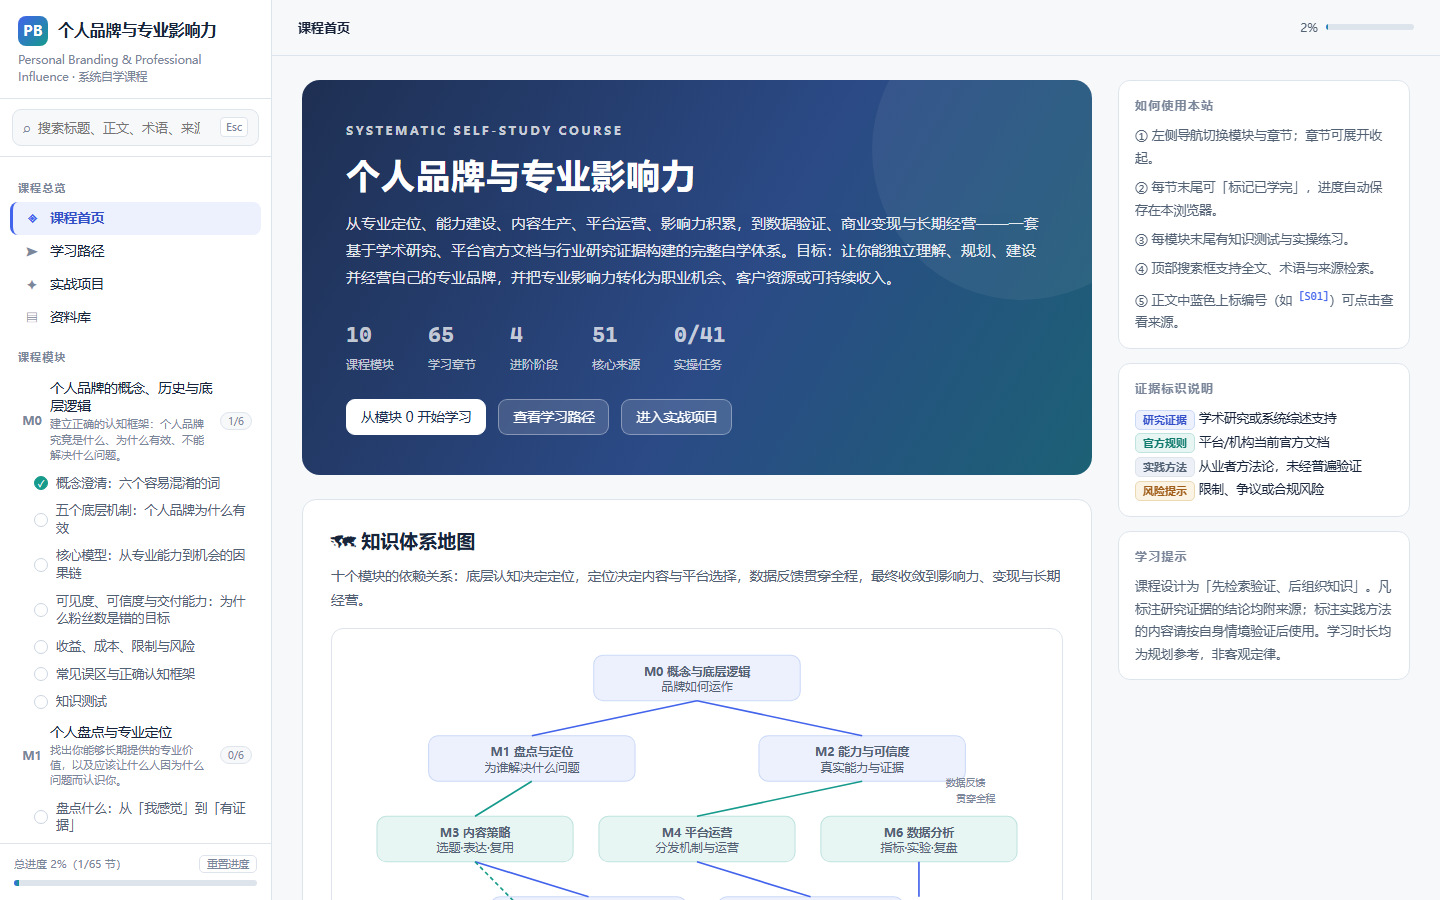 PB 个人品牌与专业影响力
Personal Branding & Professional
Influence · 系统自学课程
搜索标题、正文、术语、来
Esc
课程总览
课程首页
学习路径
实战项目
资料库
课程模块
M0
个人品牌的概念、历史与底
层逻辑
建立正确的认知框架：个人品牌
究竟是什么、为什么有效、不能
解决什么问题。
1/6
概念澄清：六个容易混淆的词
五个底层机制：个人品牌为什么有
效
核心模型：从专业能力到机会的因
果链
可见度、可信度与交付能力：为什
么粉丝数是错的目标
收益、成本、限制与风险
常见误区与正确认知框架
知识测试
M1
个人盘点与专业定位
找出你能够长期提供的专业价
值，以及应该让什么人因为什么
问题而认识你。
0/6
盘点什么：从「我感觉」到「有证
据」
总进度 2%（1/65 节）
重置进度
课程首页
2%
SYSTEMATIC SELF-STUDY COURSE
个人品牌与专业影响力
从专业定位、能力建设、内容生产、平台运营、影响力积累，到数据验证、商业变现与长期经营——一套
基于学术研究、平台官方文档与行业研究证据构建的完整自学体系。目标：让你能独立理解、规划、建设
并经营自己的专业品牌，并把专业影响力转化为职业机会、客户资源或可持续收入。
10 65 4 51 0/41
课程模块 学习章节 进阶阶段 核心来源 实操任务
从模块 0 开始学习
查看学习路径
进入实战项目
知识体系地图
十个模块的依赖关系：底层认知决定定位，定位决定内容与平台选择，数据反馈贯穿全程，最终收敛到影响力、变现与长期
经营。
M0 概念与底层逻辑
品牌如何运作
M1 盘点与定位
为谁解决什么问题
M2 能力与可信度
真实能力与证据
数据反馈
贯穿全程
M3 内容策略
选题·表达·复用
M4 平台运营
分发机制与运营
M6 数据分析
指标·实验·复盘
如何使用本站
① 左侧导航切换模块与章节；章节可展开收
起。
② 每节末尾可「标记已学完」，进度自动保
存在本浏览器。
③ 每模块末尾有知识测试与实操练习。
④ 顶部搜索框支持全文、术语与来源检索。
⑤ 正文中蓝色上标编号（如 [S01]）可点击查
看来源。
证据标识说明
研究证据 学术研究或系统综述支持
官方规则 平台/机构当前官方文档
实践方法 从业者方法论，未经普遍验证
风险提示 限制、争议或合规风险
学习提示
课程设计为「先检索验证、后组织知识」。凡
标注研究证据的结论均附来源；标注实践方法
的内容请按自身情境验证后使用。学习时长均
为规划参考，非客观定律。